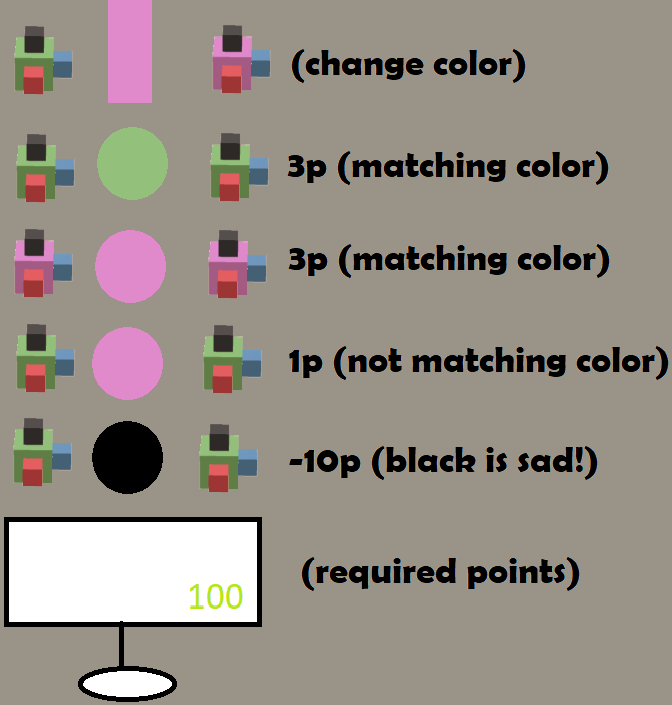 (change color)
3p (matching color)
3p (matching color)
1p (not matching color)
-10p (black is sad!)
100
(required points)